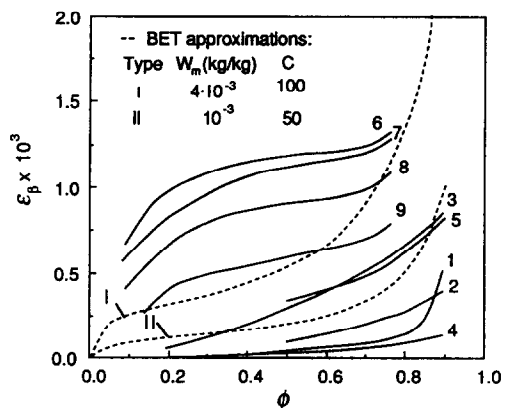 2.0
-- BET approximations:
Type Wm(kg/kg) C
I 4·10⁻³ 100
II 10⁻³ 50
1.5
1.0
0.5
0.0
εβ x 10³
6
7
8
3
9
5
1
2
4
I
II
0.0 0.2 0.4 0.6 0.8 1.0
ϕ